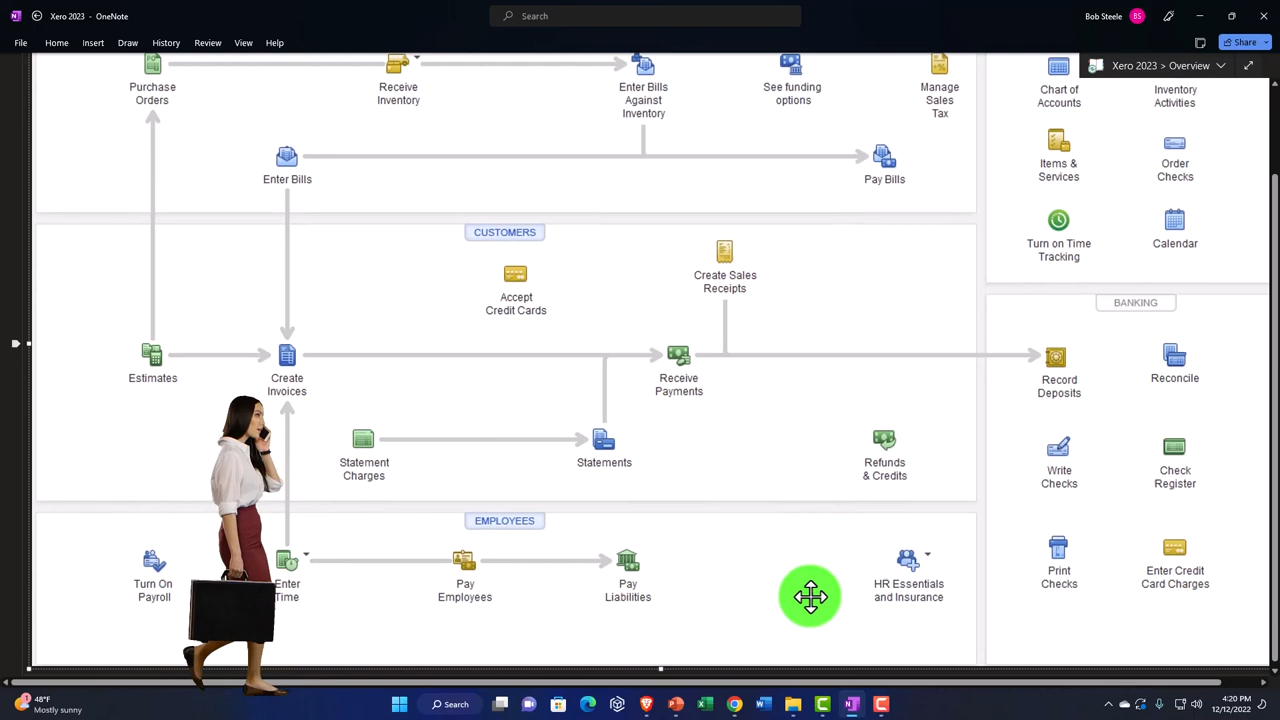 Xero 2023 - OneNote
Search
Bob Steele
BS
File
Home
Insert
Draw
History
Review
View
Help
Share
Xero 2023 > Overview
Purchase
Orders
Receive
Inventory
Enter Bills
Against
Inventory
See funding
options
Manage
Sales
Tax
Chart of
Accounts
Inventory
Activities
Enter Bills
Pay Bills
Items &
Services
Order
Checks
Turn on Time
Tracking
Calendar
CUSTOMERS
Accept
Credit Cards
Create Sales
Receipts
BANKING
Estimates
Create
Invoices
Receive
Payments
Record
Deposits
Reconcile
Statement
Charges
Statements
Refunds
& Credits
Write
Checks
Check
Register
EMPLOYEES
Turn On
Payroll
Enter
Time
Pay
Employees
Pay
Liabilities
HR Essentials
and Insurance
Print
Checks
Enter Credit
Card Charges
48°F
Mostly sunny
Search
4:20 PM
12/12/2022